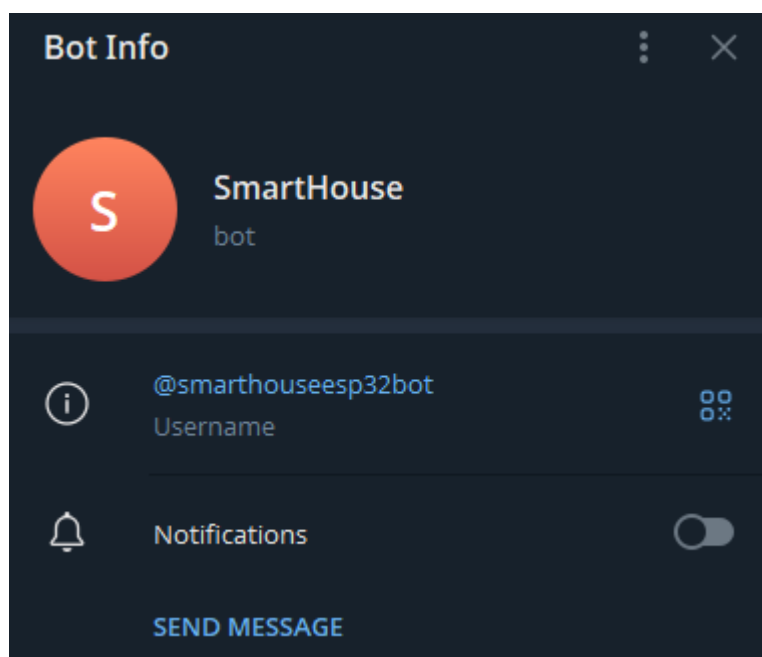 Bot Info
S
SmartHouse
bot
@smarthouseesp32bot
Username
Notifications
SEND MESSAGE